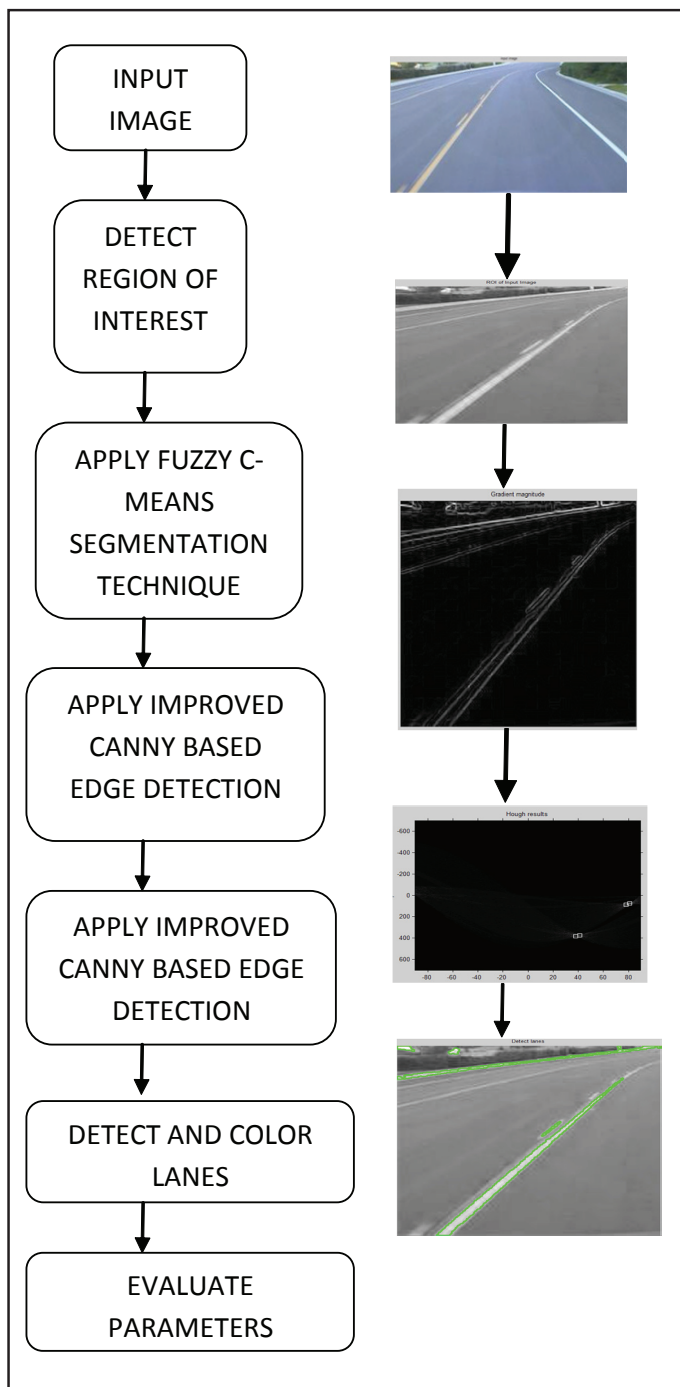 INPUT
IMAGE
DETECT
REGION OF
INTEREST
APPLY FUZZY C-
MEANS
SEGMENTATION
TECHNIQUE
APPLY IMPROVED
CANNY BASED
EDGE DETECTION
APPLY IMPROVED
CANNY BASED EDGE
DETECTION
DETECT AND COLOR
LANES
EVALUATE
PARAMETERS
ROI of Input Image
Gradient magnitude
Hough results
-600
-400
-200
0
200
400
600
-80 -60 -40 -20 0 20 40 60 80
Detect lanes